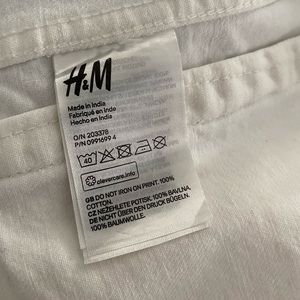 H&M
Made in India
Fabriqué en Inde
Hecho en India
O/N 203378
P/N 0991699 4
40
clevercare.info
GB DO NOT IRON ON PRINT. 100%
COTTON.
CZ NEŽEHLETE POTISK. 100% BAVLNA.
DE NICHT ÜBER DEN DRUCK BÜGELN.
100% BAUMWOLLE.